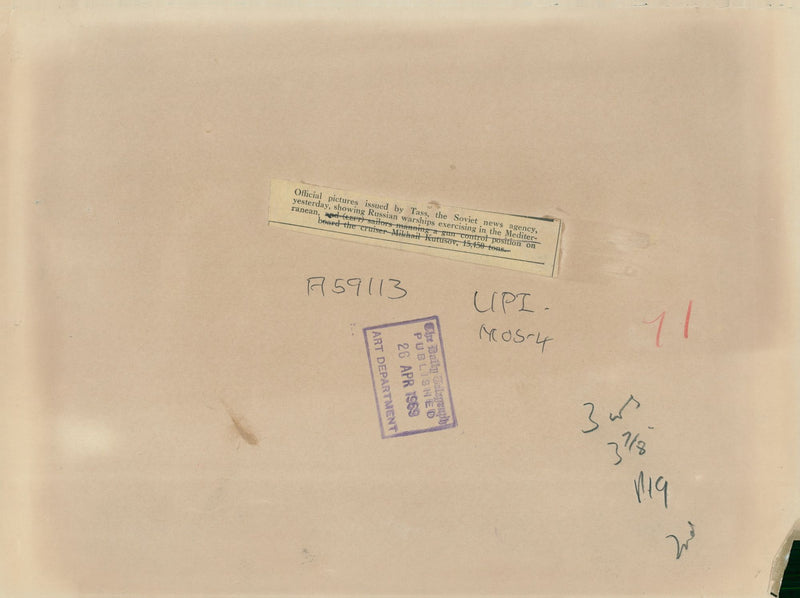 Official pictures issued by Tass, the Soviet news agency,
yesterday, showing Russian warships exercising in the Mediter-
ranean, and (LEFT) sailors manning a gun control position on
board the cruiser Mikhail Kutusov, 15,450 tons.
A59113
UPI-
MOS-4
11
The Daily Telegraph
PUBLISHED
26 APR 1969
ART DEPARTMENT
3
3 7/8
P19